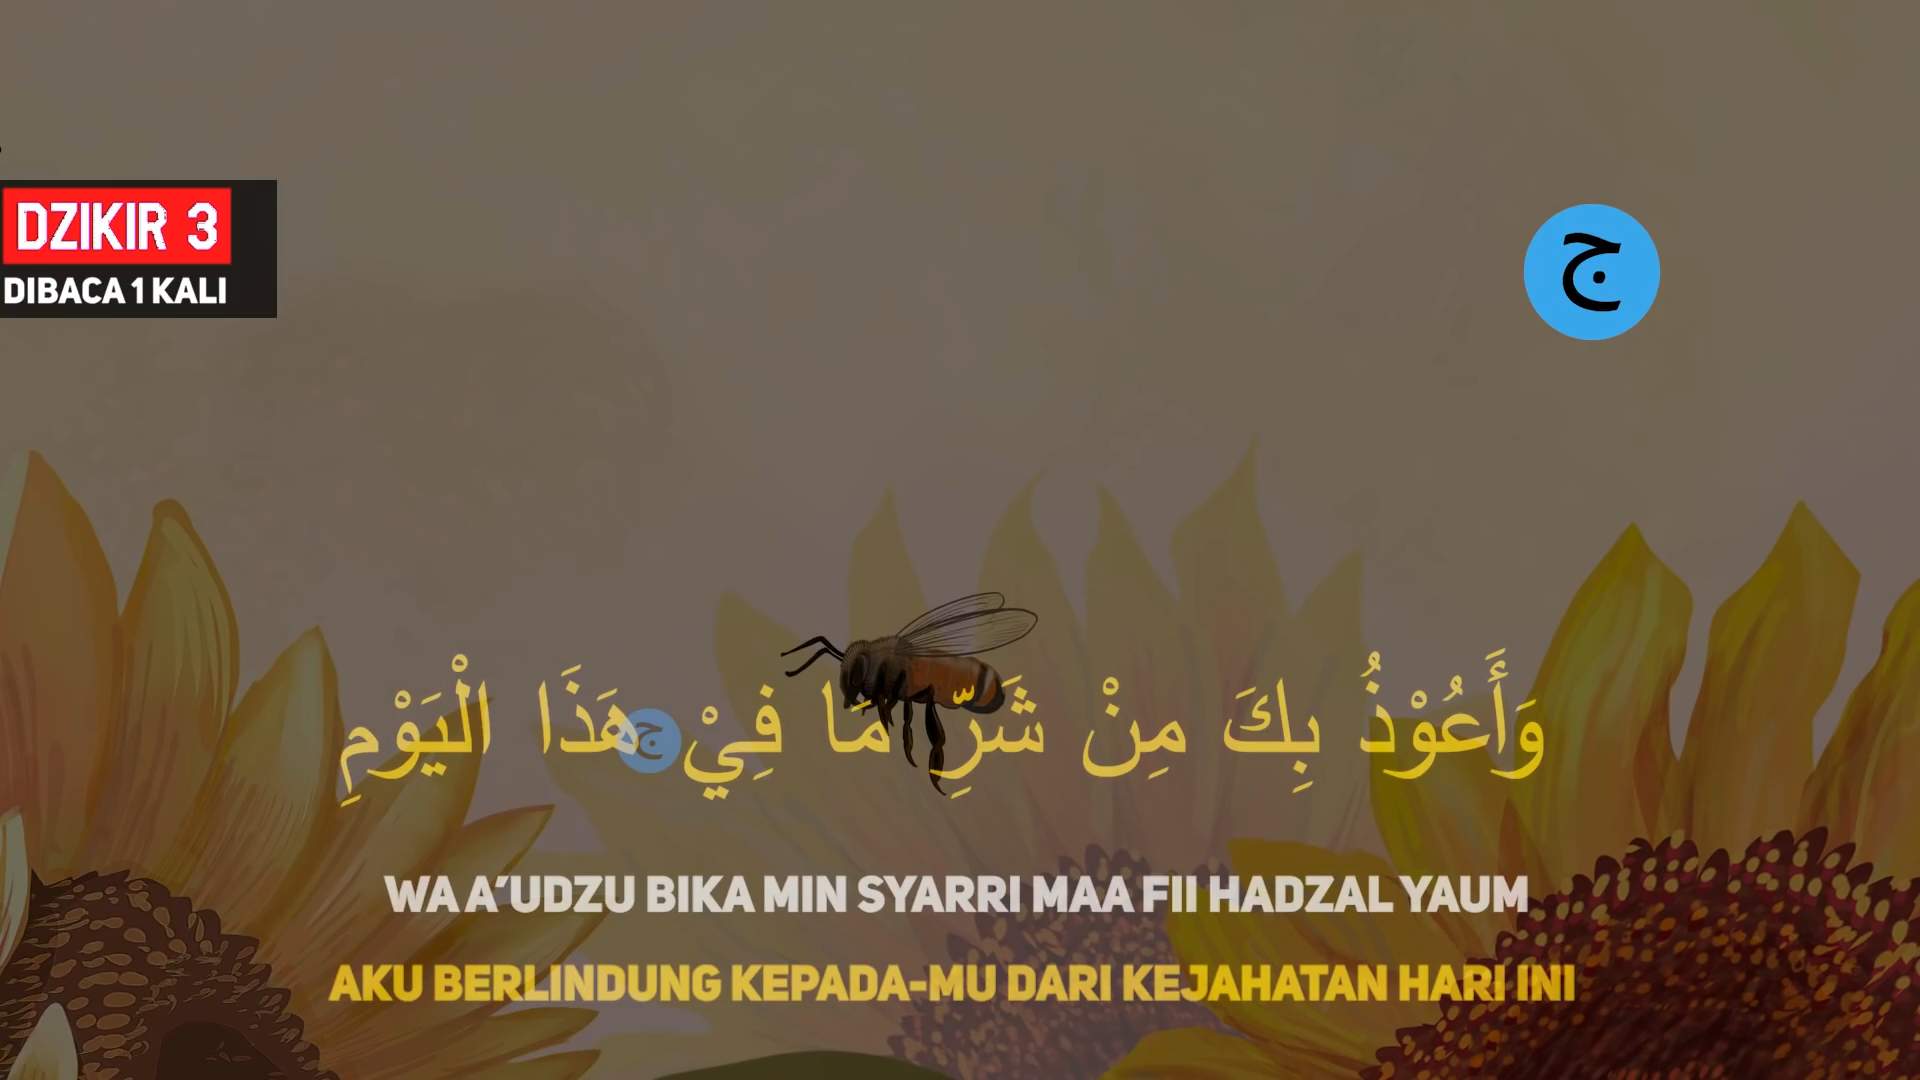 DZIKIR 3
DIBACA 1 KALI
ج
وَأَعُوْذُ بِكَ مِنْ شَرِّ مَا فِيْ هَذَا الْيَوْمِ
ج
WA A'UDZU BIKA MIN SYARRI MAA FII HADZAL YAUM
AKU BERLINDUNG KEPADA-MU DARI KEJAHATAN HARI INI